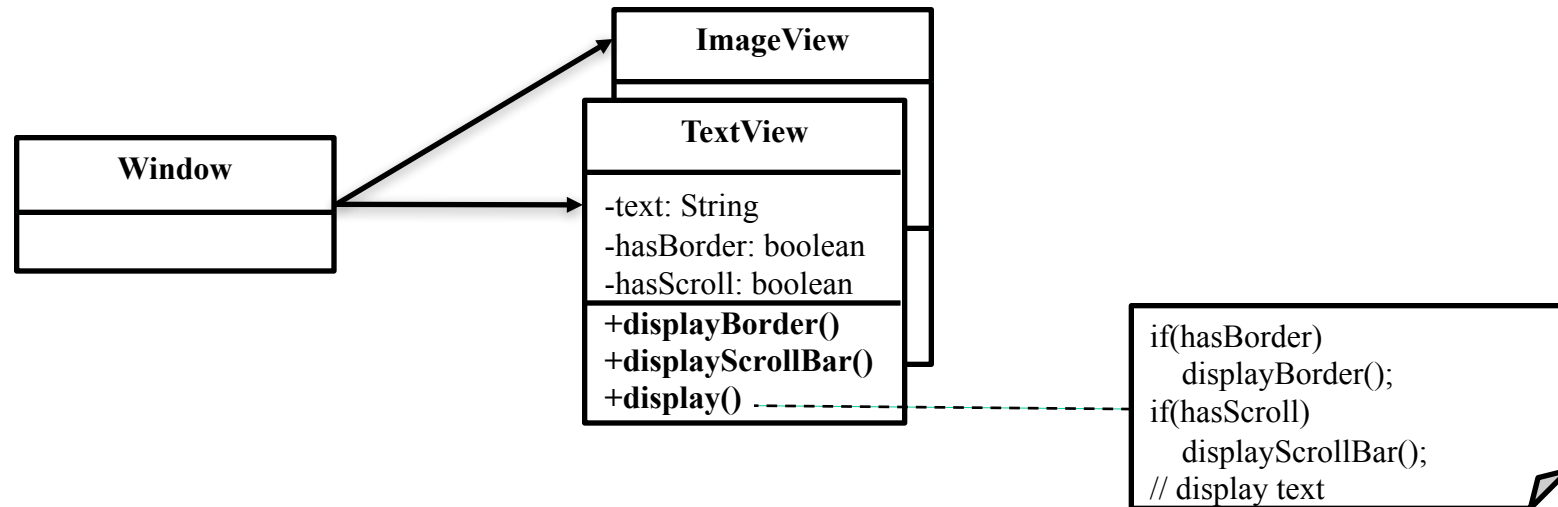 ImageView
TextView
Window
-text: String
-hasBorder: boolean
-hasScroll: boolean
+displayBorder()
+displayScrollBar()
+display()
if(hasBorder)
displayBorder();
if(hasScroll)
displayScrollBar();
// display text